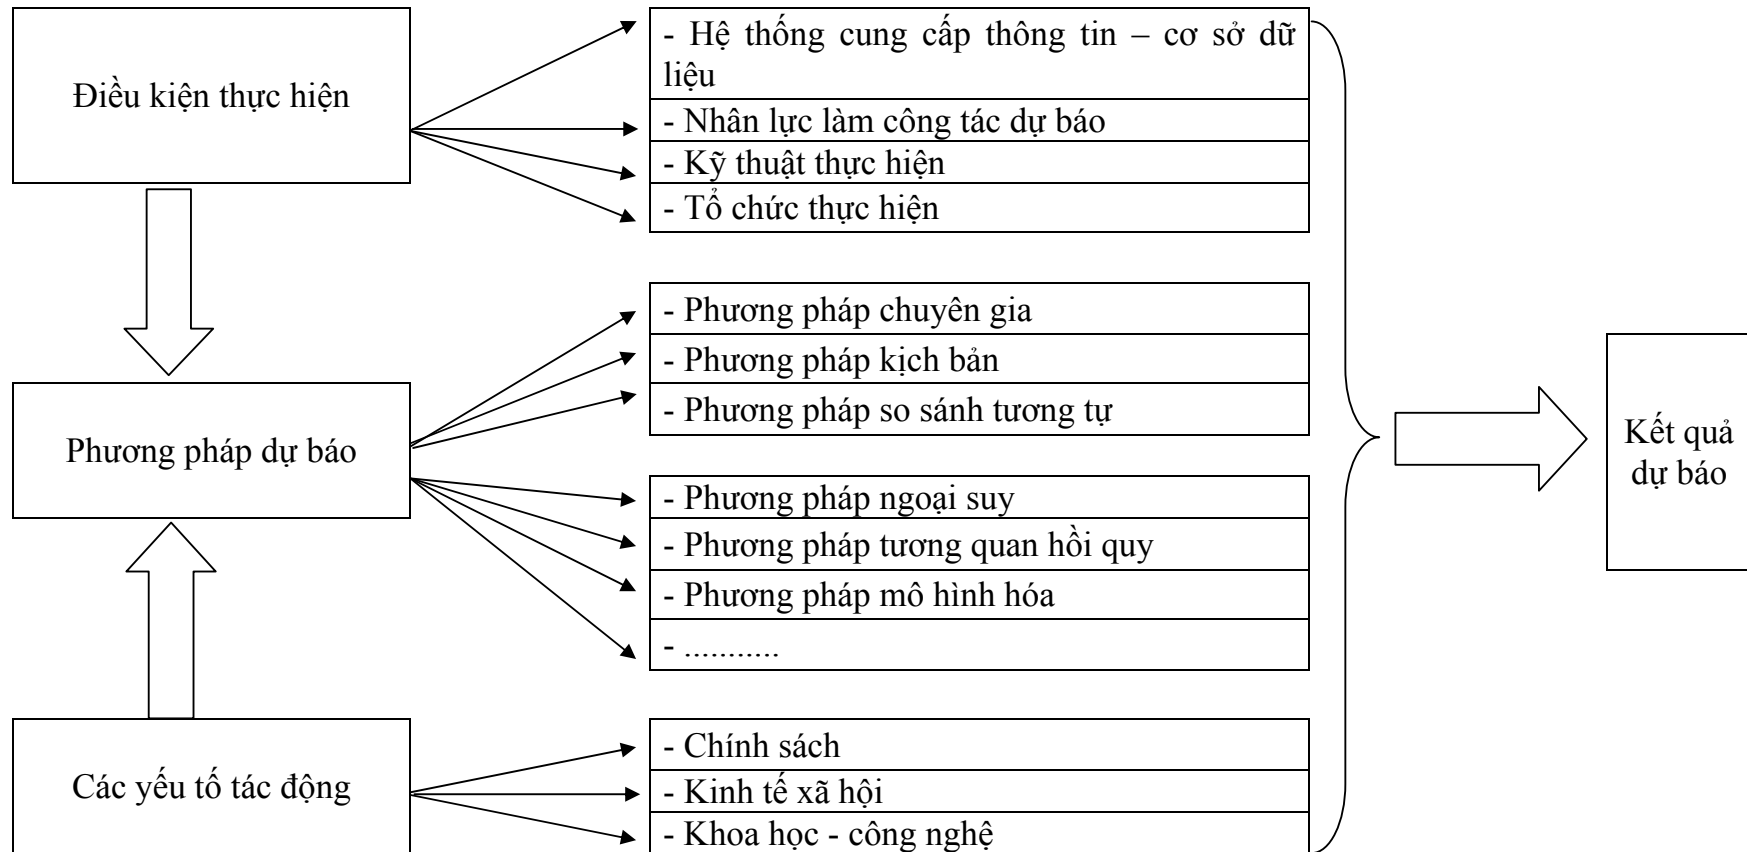 Điều kiện thực hiện
- Hệ thống cung cấp thông tin – cơ sở dữ
liệu
- Nhân lực làm công tác dự báo
- Kỹ thuật thực hiện
- Tổ chức thực hiện
Phương pháp dự báo
- Phương pháp chuyên gia
- Phương pháp kịch bản
- Phương pháp so sánh tương tự
- Phương pháp ngoại suy
- Phương pháp tương quan hồi quy
- Phương pháp mô hình hóa
- ...........
Các yếu tố tác động
- Chính sách
- Kinh tế xã hội
- Khoa học - công nghệ
Kết quả
dự báo